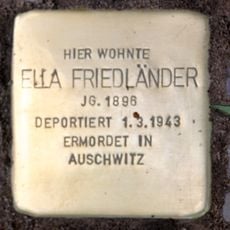 HIER WOHNTE
ELLA FRIEDLÄNDER
JG. 1896
DEPORTIERT 1.3.1943
ERMORDET IN
AUSCHWITZ